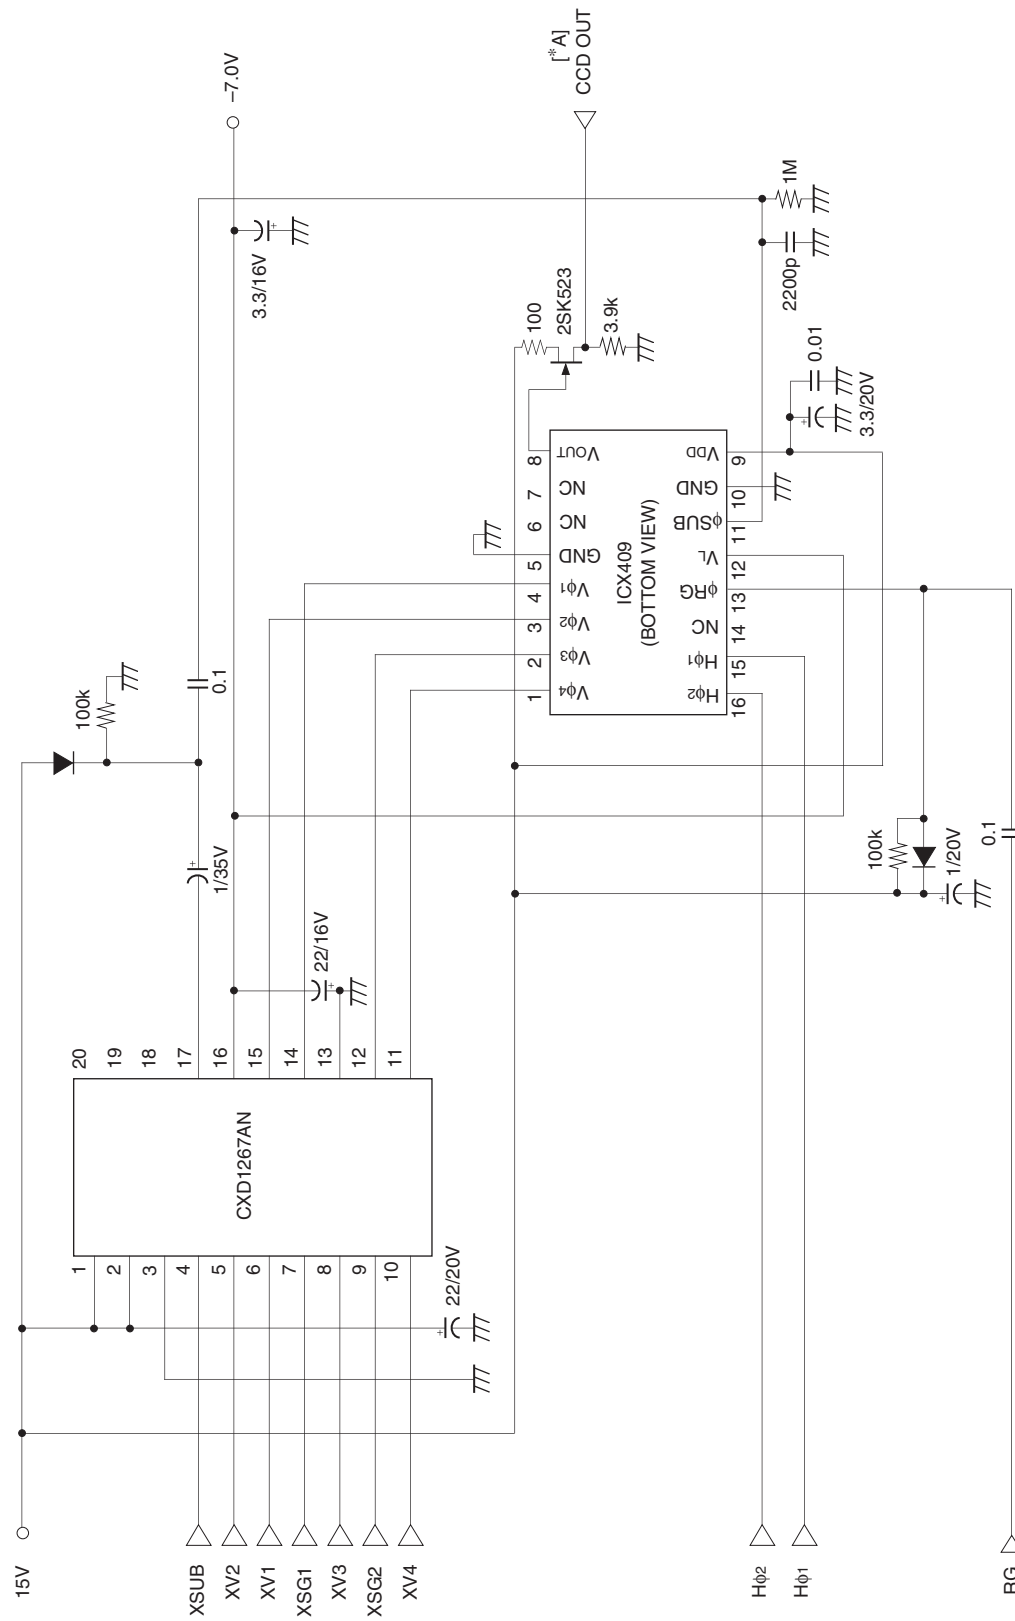 15V
XSUB
XV2
XV1
XSG1
XV3
XSG2
XV4
Hϕ2
Hϕ1
RG
22/20V
1
2
3
4
5
6
7
8
9
10
CXD1267AN
20
19
18
17
16
15
14
13
12
11
22/16V
1/35V
100k
0.1
3.3/16V
–7.0V
100k
1/20V
0.1
ICX409
(BOTTOM VIEW)
1
2
3
4
5
6
7
8
Vϕ4
Vϕ3
Vϕ2
Vϕ1
GND
NC
NC
VOUT
Hϕ2
Hϕ1
NC
ϕRG
VL
ϕSUB
GND
VDD
16
15
14
13
12
11
10
9
100
2SK523
3.9k
[*A]
CCD OUT
3.3/20V
0.01
2200p
1M